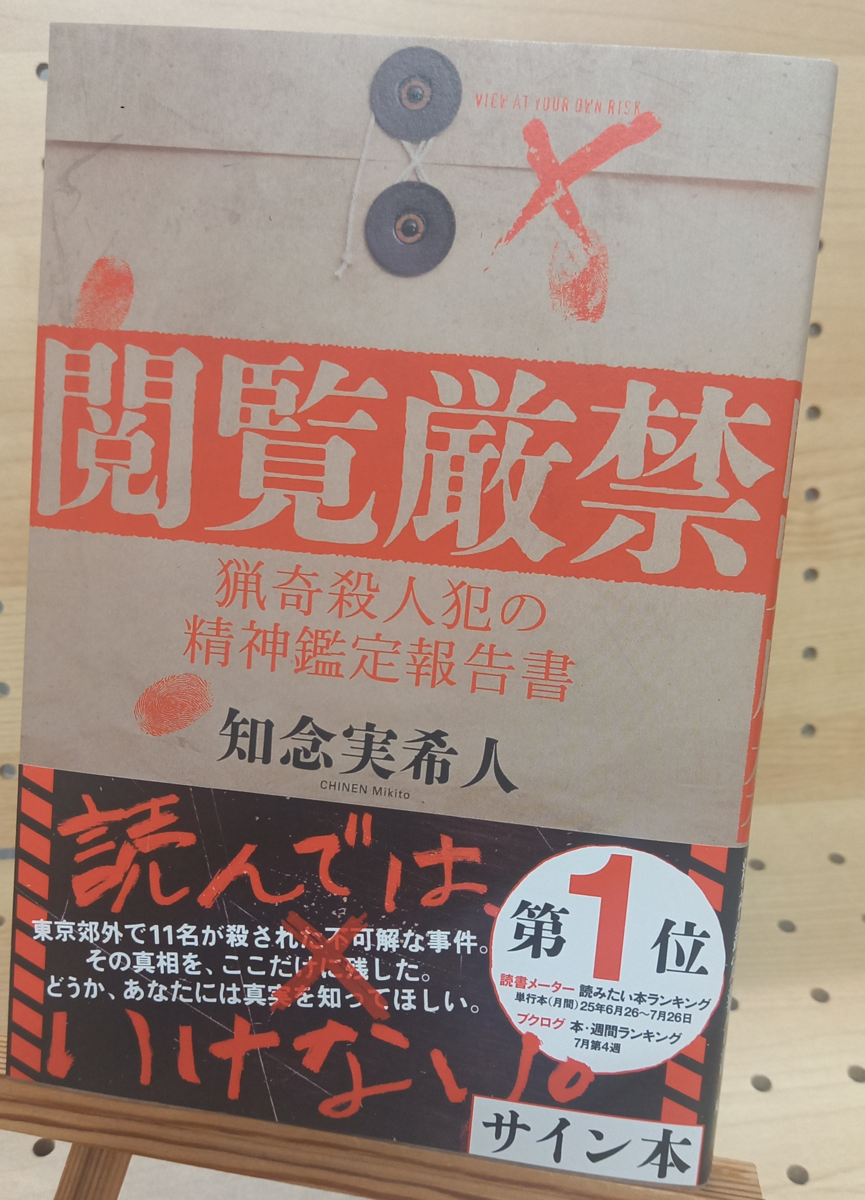 VIEW AT YOUR OWN RISK
閲覧厳禁
猟奇殺人犯の
精神鑑定報告書
知念実希人
CHINEN Mikito
読んでは、
東京郊外で11名が殺された不可解な事件。
その真相を、ここだけに残した。
どうか、あなたには真実を知ってほしい。
いけない。
第1位
読書メーター 読みたい本ランキング
単行本(月間)25年6月26~7月26日
ブクログ 本・週間ランキング
7月第4週
サイン本